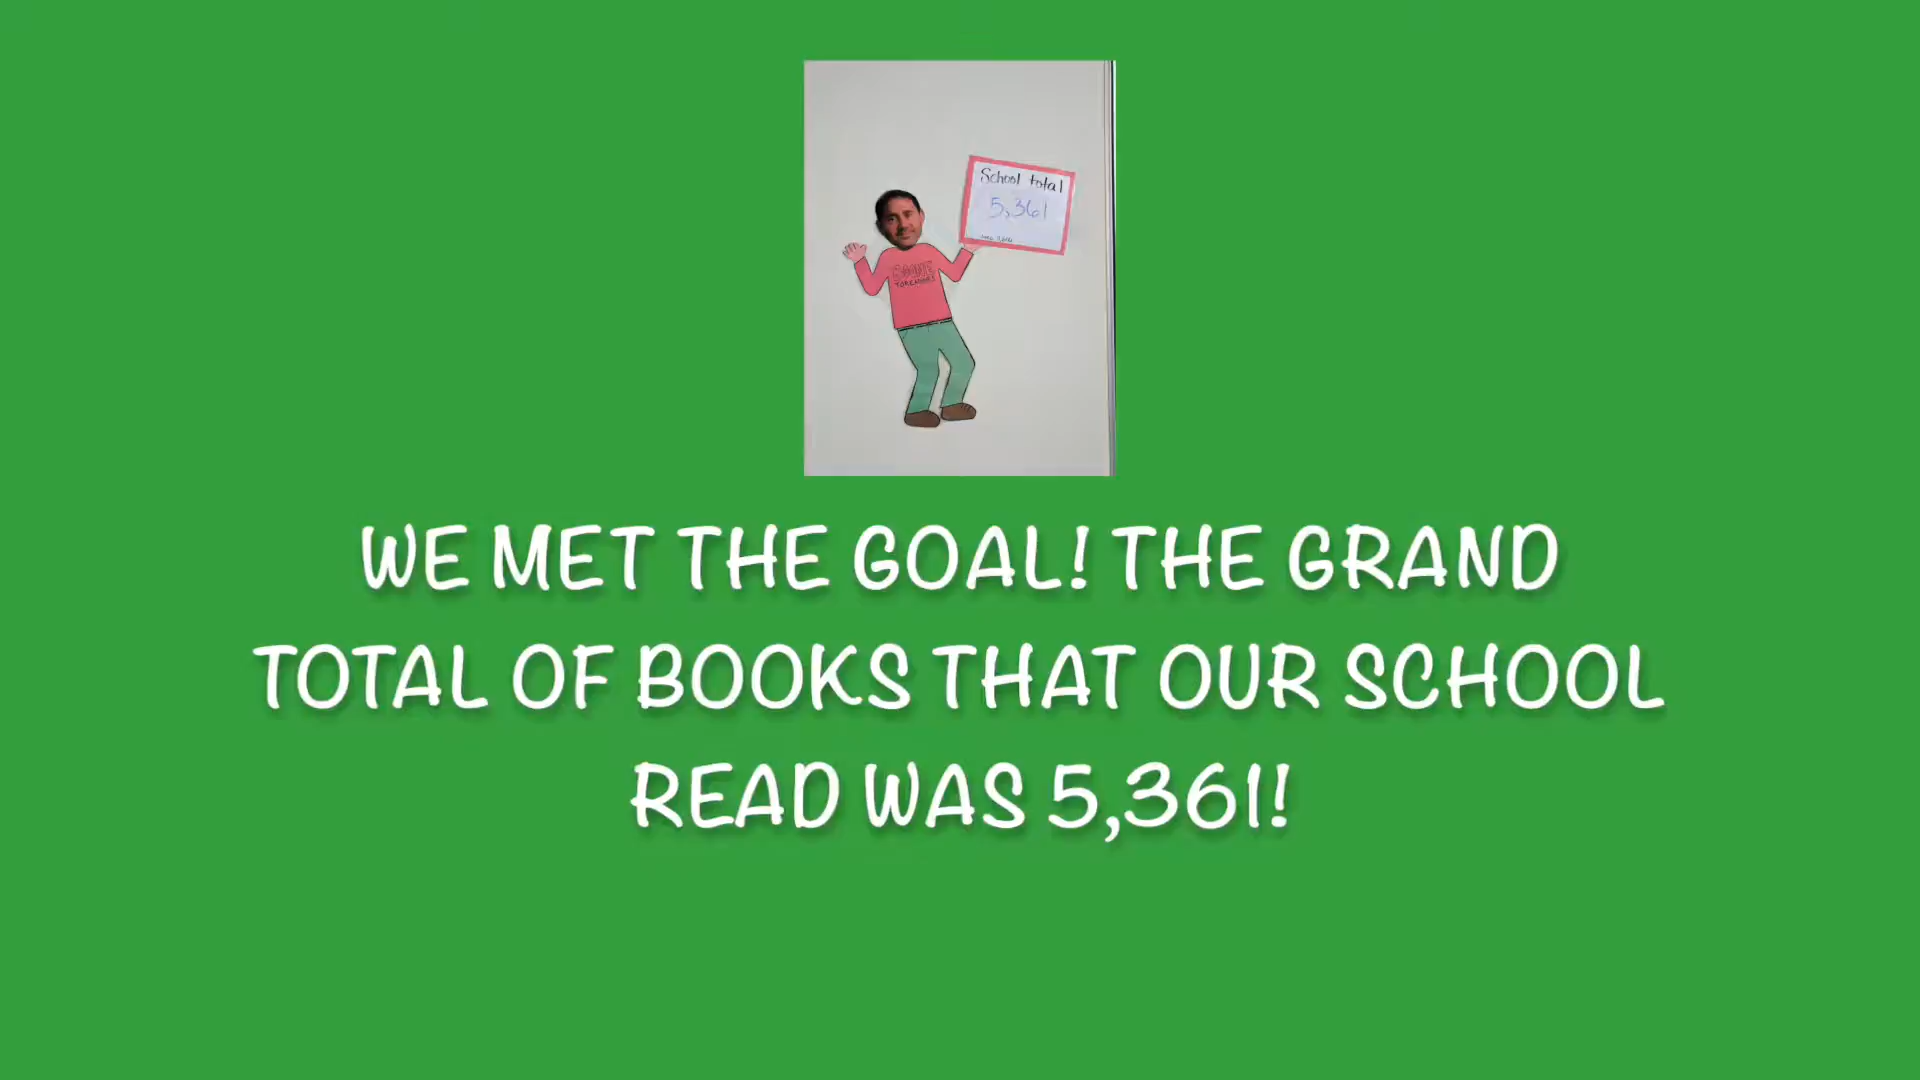 School total
5,361
WE MET THE GOAL! THE GRAND
TOTAL OF BOOKS THAT OUR SCHOOL
READ WAS 5,361!